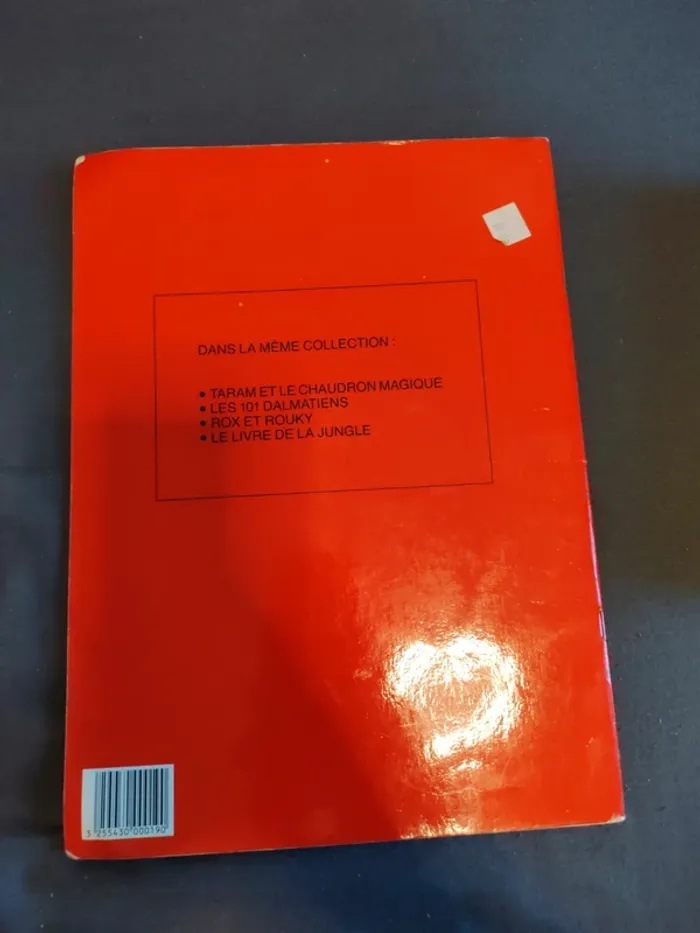 DANS LA MÊME COLLECTION :
• TARAM ET LE CHAUDRON MAGIQUE
• LES 101 DALMATIENS
• ROX ET ROUKY
• LE LIVRE DE LA JUNGLE
3 255430 000190